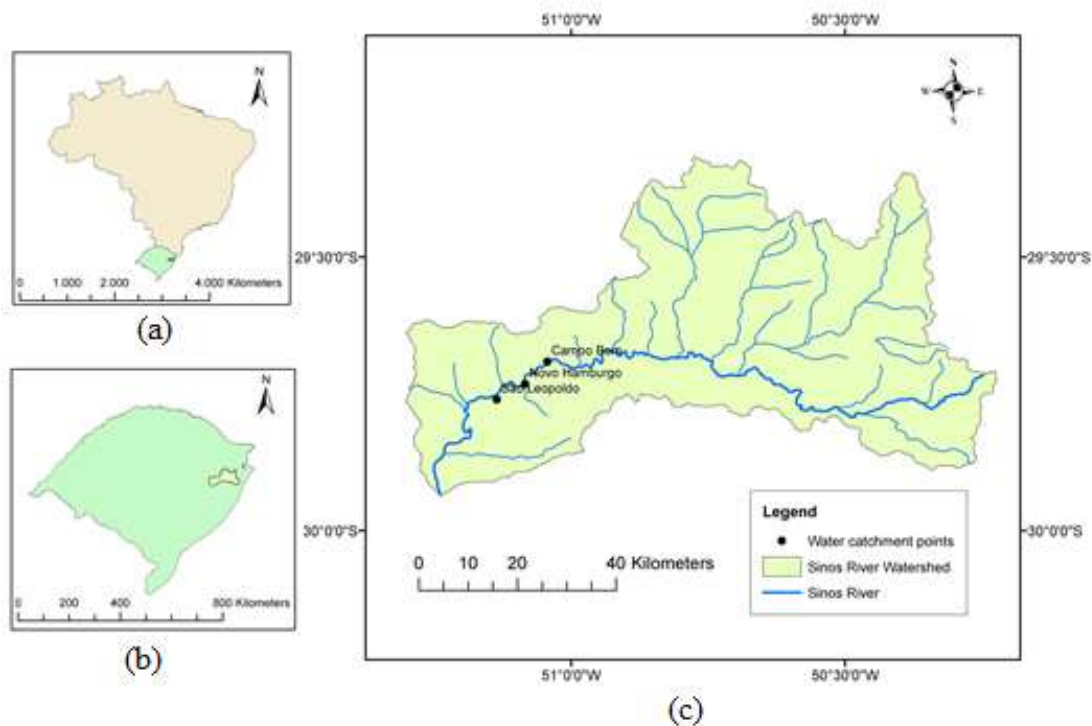 N
0 1.000 2.000 4.000 Kilometers
(a)
N
0 200 400 800 Kilometers
(b)
51°0'0"W 50°30'0"W
N
W E
S
29°30'0"S 29°30'0"S
Campo Bom
Novo Hamburgo
São Leopoldo
30°0'0"S 30°0'0"S
0 5 10 20 30 40 Kilometers
Legend
Water catchment points
Sinos River Watershed
Sinos River
51°0'0"W 50°30'0"W
(c)